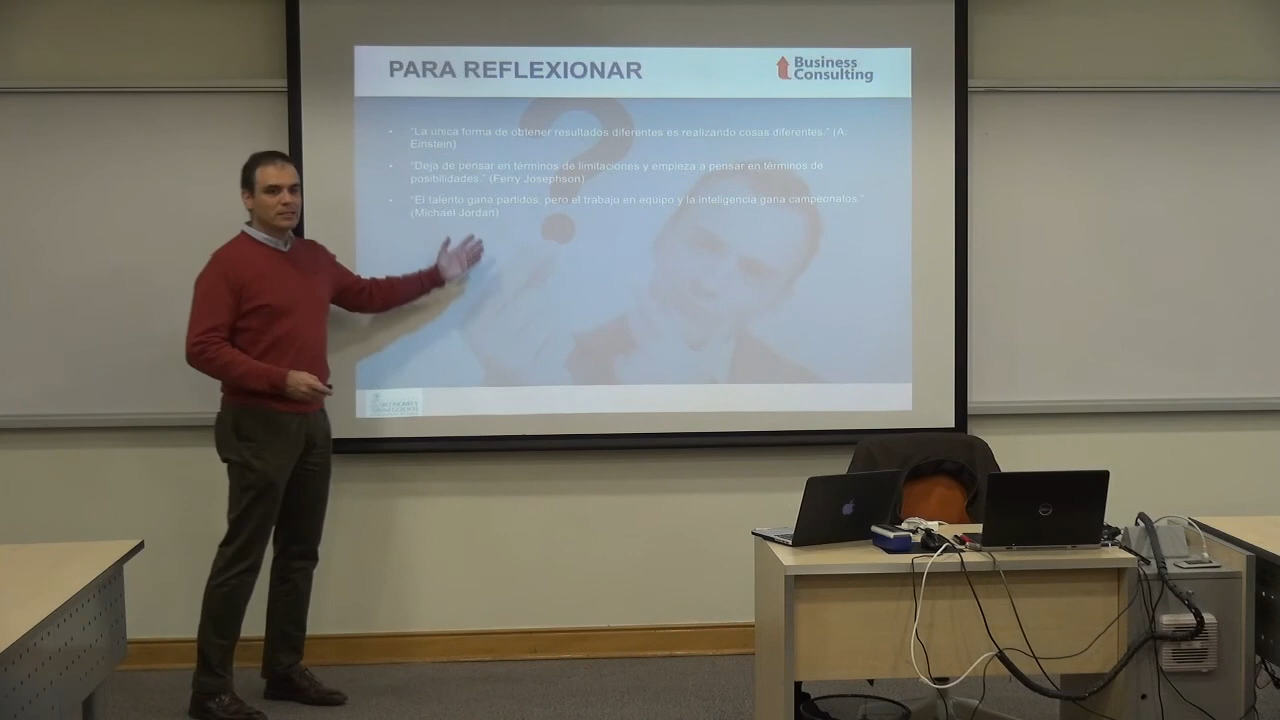 PARA REFLEXIONAR
Business
Consulting
• "La única forma de obtener resultados diferentes es realizando cosas diferentes." (A.
Einstein)
• "Deja de pensar en términos de limitaciones y empieza a pensar en términos de
posibilidades." (Ferry Josephson)
• "El talento gana partidos, pero el trabajo en equipo y la inteligencia gana campeonatos."
(Michael Jordan)
DELL